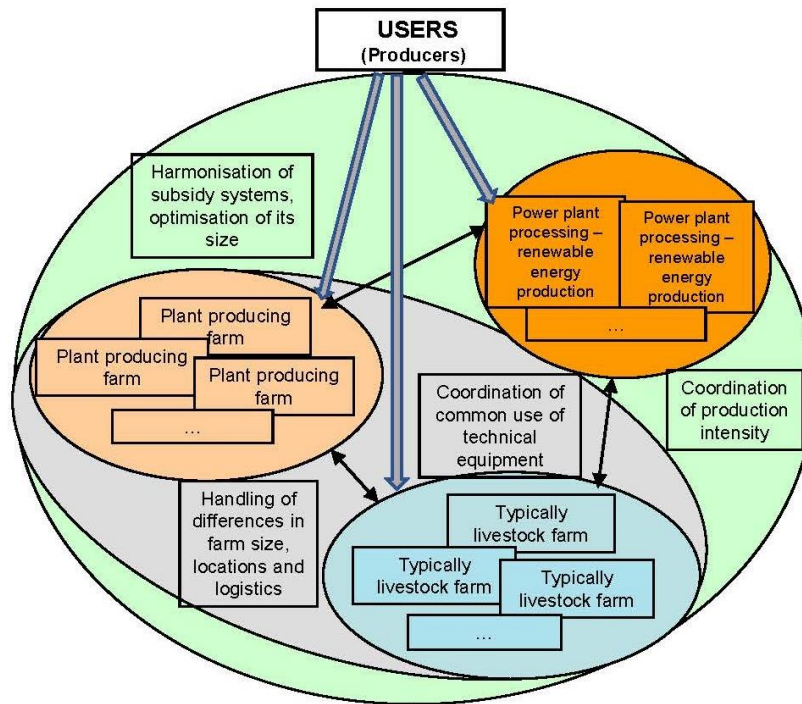 USERS
(Producers)
Harmonisation of
subsidy systems,
optimisation of its
size
Power plant
processing –
renewable
energy
production
Power plant
processing –
renewable
energy
production
...
Plant producing
farm
Plant producing
farm
Plant producing
farm
...
Coordination of
common use of
technical
equipment
Coordination
of production
intensity
Handling of
differences in
farm size,
locations and
logistics
Typically
livestock farm
Typically
livestock farm
Typically
livestock farm
...